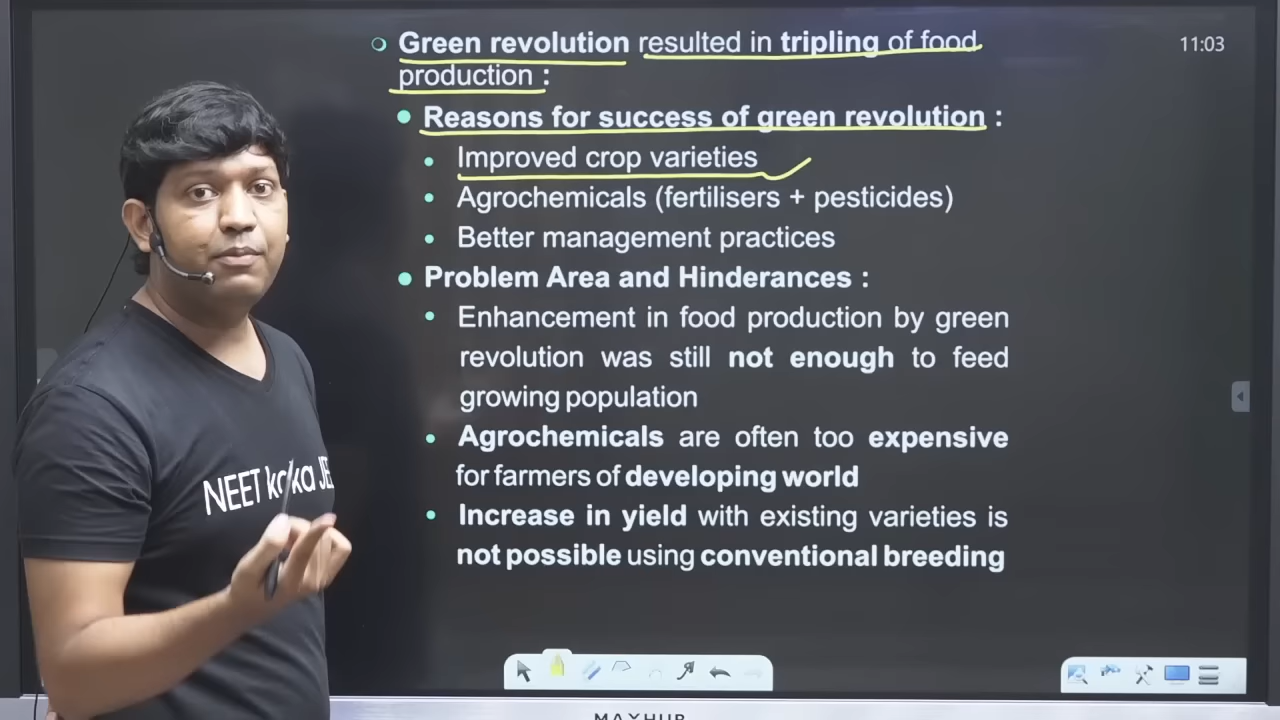 Green revolution resulted in tripling of food
production :
Reasons for success of green revolution :
Improved crop varieties
Agrochemicals (fertilisers + pesticides)
Better management practices
Problem Area and Hinderances :
Enhancement in food production by green
revolution was still not enough to feed
growing population
Agrochemicals are often too expensive
for farmers of developing world
Increase in yield with existing varieties is
not possible using conventional breeding
11:03
NEET ka JEE
MAXHUB